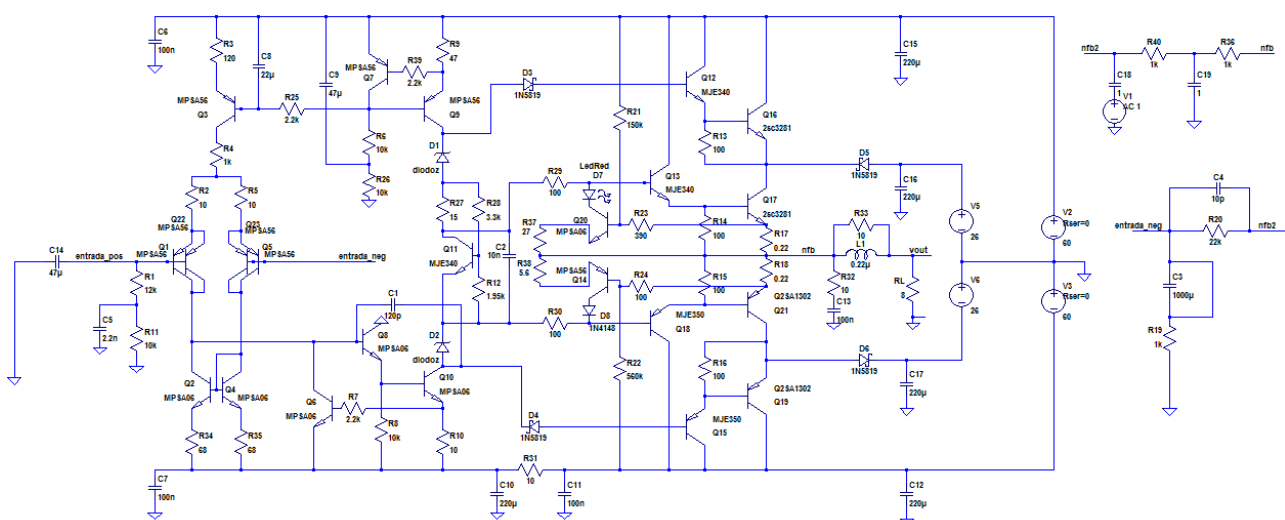 C6
100n
R3
120
C8
22µ
C9
47µ
R39
2.2k
Q7
MPSA56
R9
47
MPSA56
Q3
R25
2.2k
MPSA56
Q9
R6
10k
R26
10k
R4
1k
R2
10
R5
10
Q22
MPSA56
Q1
Q23
Q5
MPSA56
C14
47µ
entrada_pos
entrada_neg
R1
12k
C5
2.2n
R11
10k
Q2
MPSA06
Q4
MPSA06
R34
68
R35
68
C7
100n
Q6
MPSA06
R7
2.2k
C1
120p
Q8
MPSA06
R8
10k
Q10
MPSA06
R10
10
D1
diodoz
R27
15
R28
3.3k
Q11
MJE340
R12
1.95k
C2
10n
D2
diodoz
D3
1N5819
D4
1N5819
R31
10
C10
220µ
C11
100n
R29
100
LedRed
D7
R37
27
Q20
MPSA06
R38
5.6
MPSA56
Q14
D8
1N4148
R30
100
R21
150k
R23
390
R24
100
R22
560k
Q12
MJE340
R13
100
Q16
2sc3281
Q13
MJE340
Q17
2sc3281
R14
100
R17
0.22
R18
0.22
R15
100
Q2SA1302
Q21
MJE350
Q18
R16
100
Q2SA1302
Q19
MJE350
Q15
C15
220µ
D5
1N5819
C16
220µ
R33
10
L1
0.22µ
nfb
vout
R32
10
C13
100n
RL
8
D6
1N5819
C17
220µ
C12
220µ
V5
26
V6
26
V2
Rser=0
60
V3
Rser=0
60
nfb2
R40
1k
R36
1k
nfb
C18
1
V1
AC 1
C19
1
C4
10p
entrada_neg
R20
22k
nfb2
C3
1000µ
R19
1k